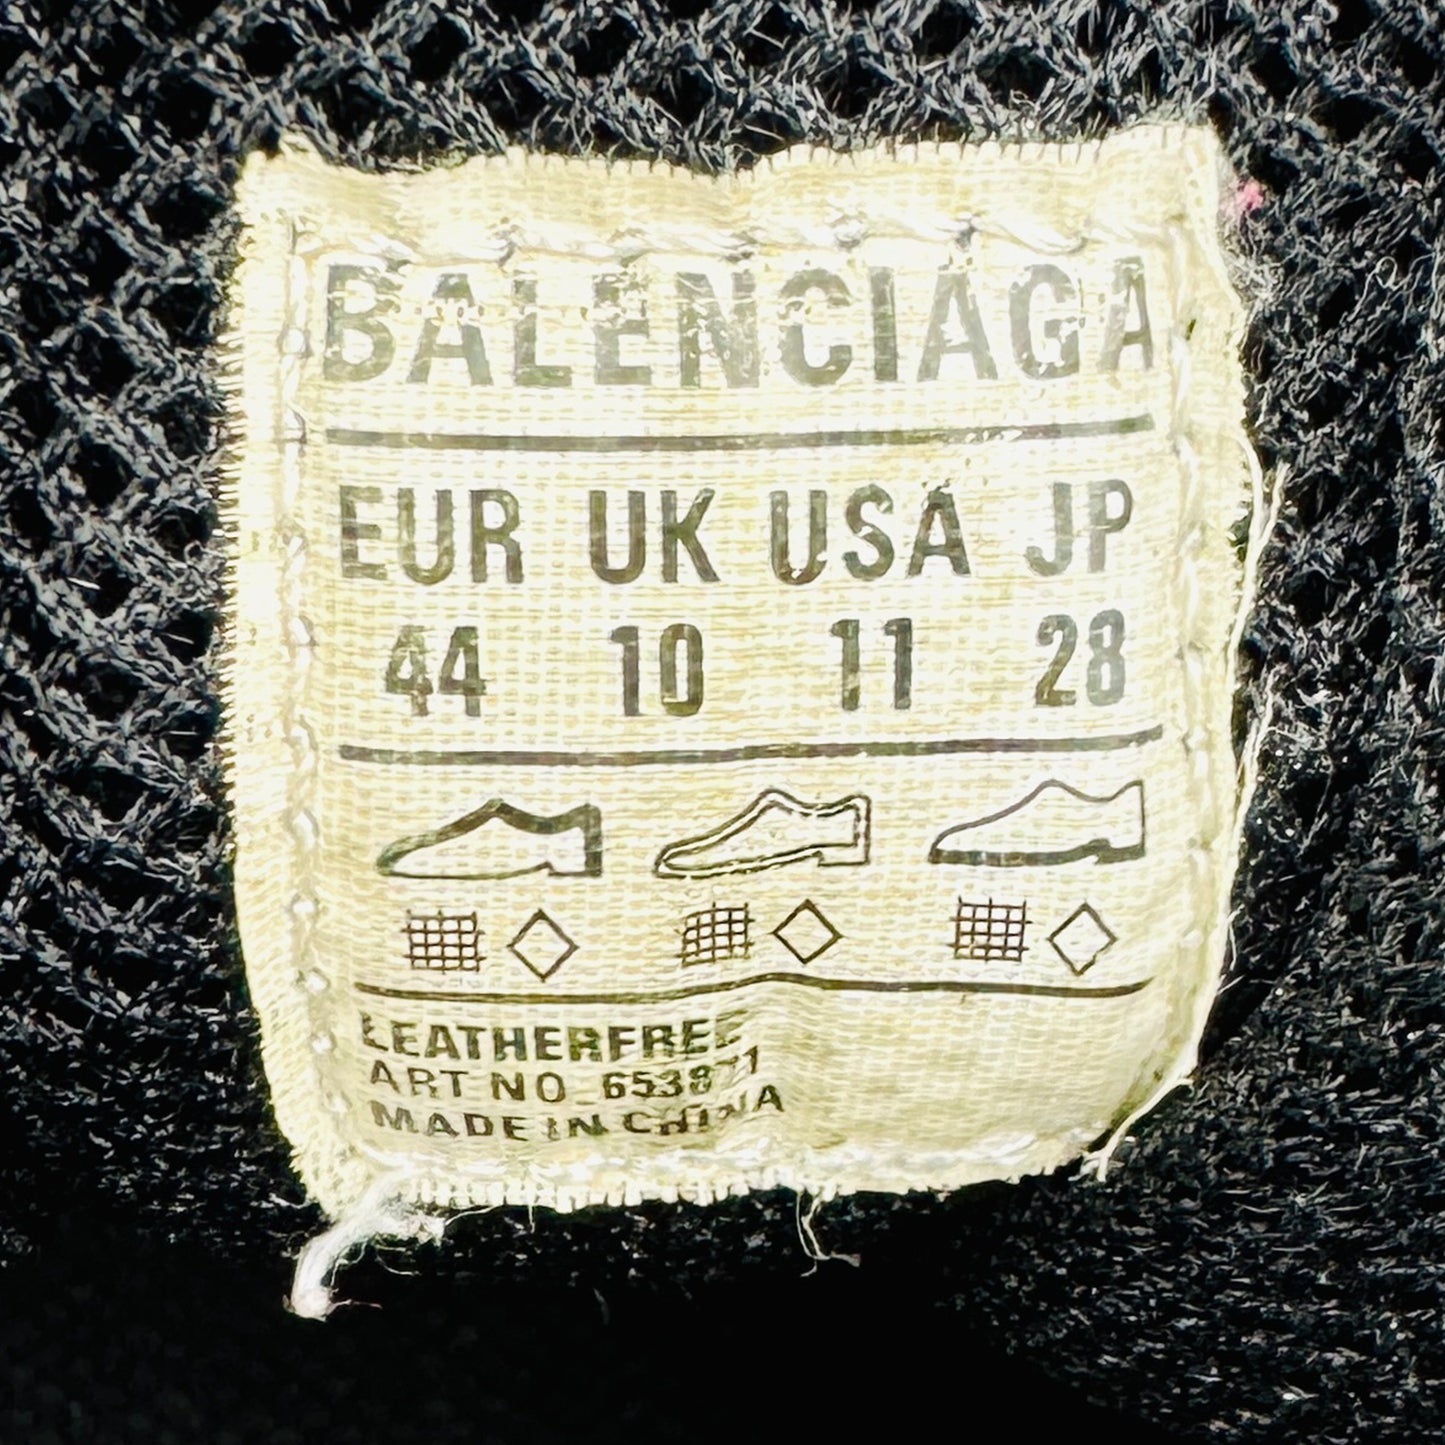 BALENCIAGA
EUR UK USA JP
44 10 11 28
LEATHERFREE
ART NO 653871
MADE IN CHINA